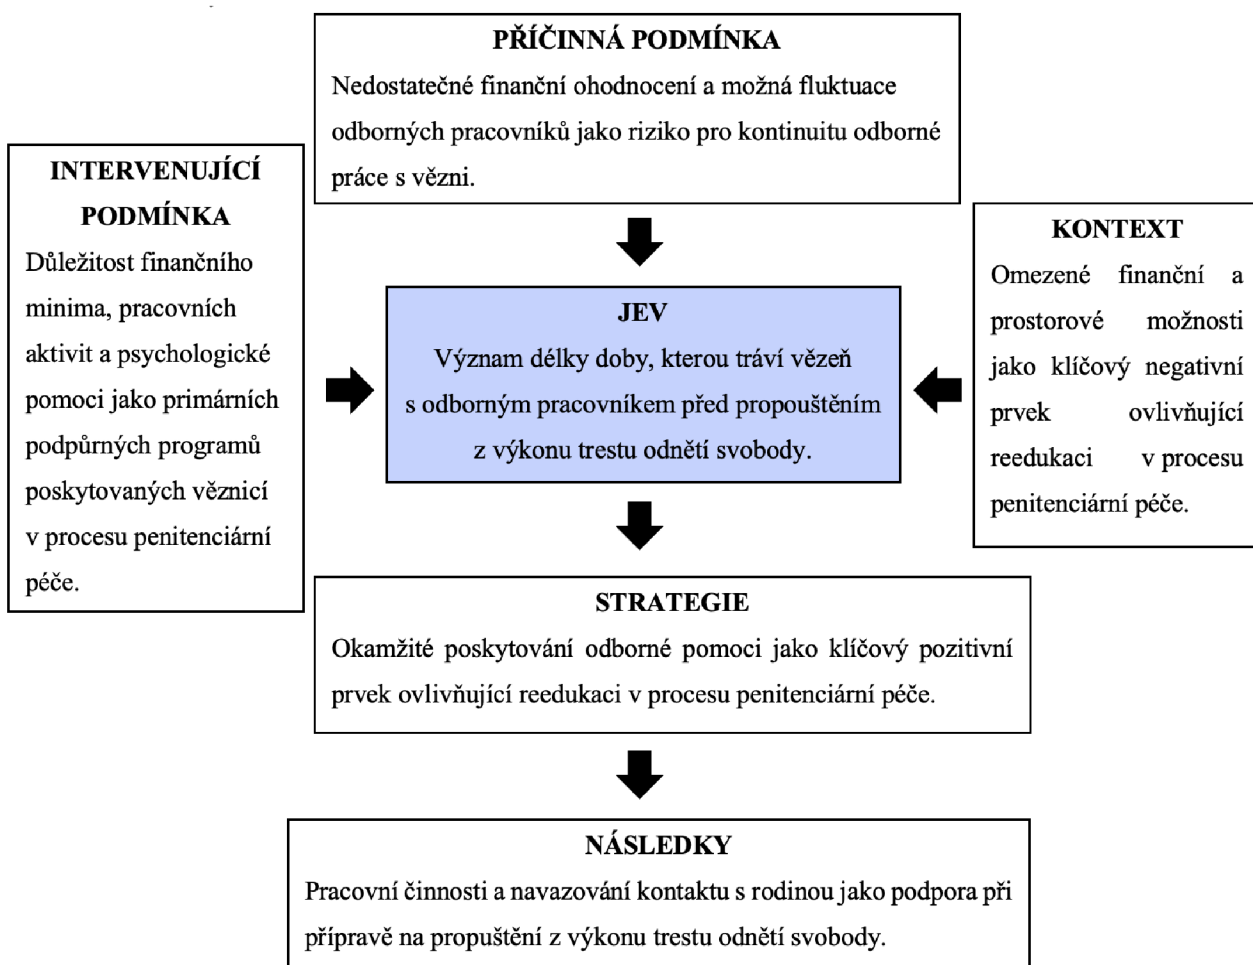 PŘÍČINNÁ PODMÍNKA
Nedostatečné finanční ohodnocení a možná fluktuace
odborných pracovníků jako riziko pro kontinuitu odborné
práce s vězni.
INTERVENUJÍCÍ
PODMÍNKA
Důležitost finančního
minima, pracovních
aktivit a psychologické
pomoci jako primárních
podpůrných programů
poskytovaných věznicí
v procesu penitenciární
péče.
JEV
Význam délky doby, kterou tráví vězeň
s odborným pracovníkem před propouštěním
z výkonu trestu odnětí svobody.
KONTEXT
Omezené finanční a
prostorové možnosti
jako klíčový negativní
prvek ovlivňující
reedukaci v procesu
penitenciární péče.
STRATEGIE
Okamžité poskytování odborné pomoci jako klíčový pozitivní
prvek ovlivňující reedukaci v procesu penitenciární péče.
NÁSLEDKY
Pracovní činnosti a navazování kontaktu s rodinou jako podpora při
přípravě na propuštění z výkonu trestu odnětí svobody.